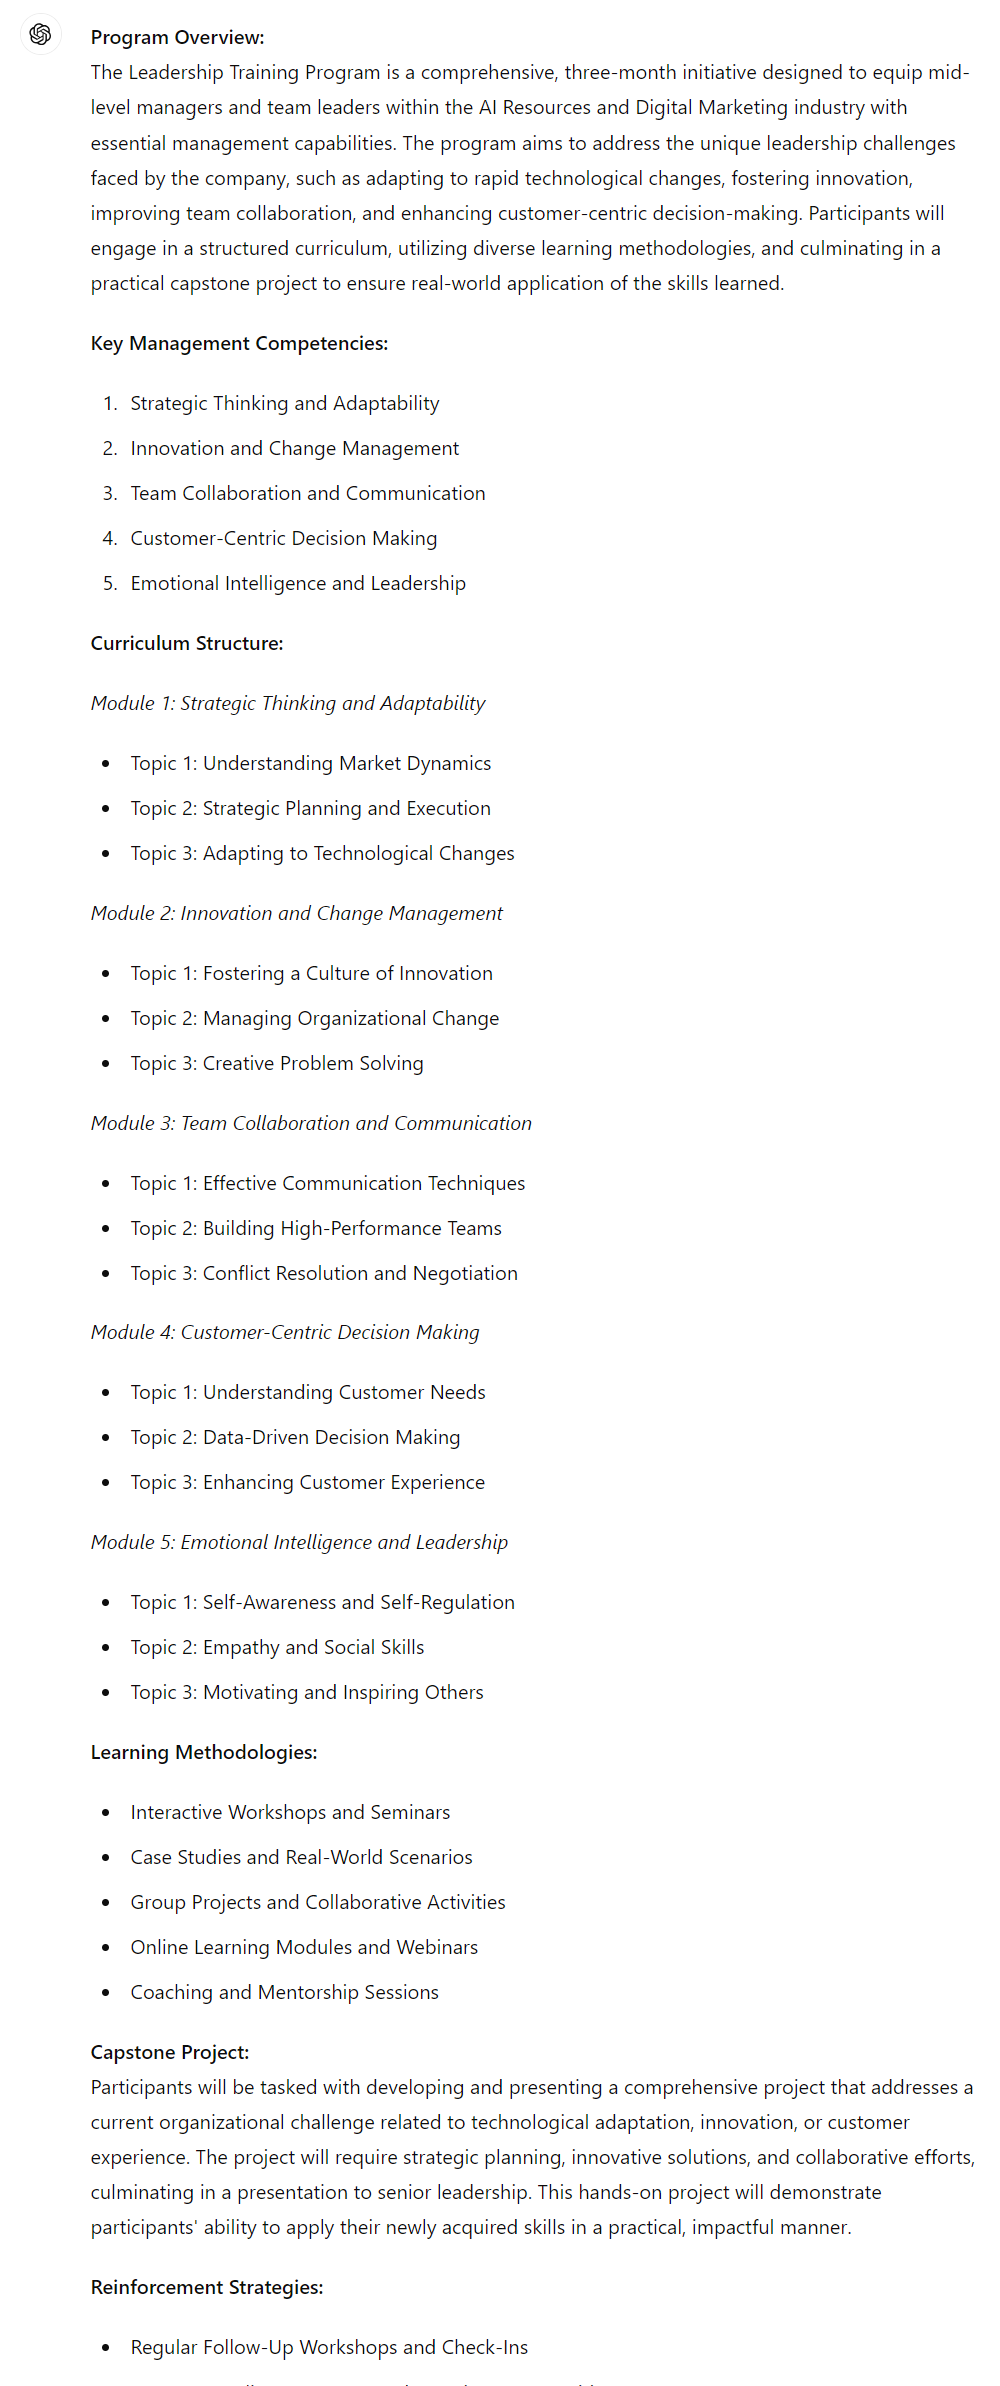 Program Overview:
The Leadership Training Program is a comprehensive, three-month initiative designed to equip mid-
level managers and team leaders within the AI Resources and Digital Marketing industry with
essential management capabilities. The program aims to address the unique leadership challenges
faced by the company, such as adapting to rapid technological changes, fostering innovation,
improving team collaboration, and enhancing customer-centric decision-making. Participants will
engage in a structured curriculum, utilizing diverse learning methodologies, and culminating in a
practical capstone project to ensure real-world application of the skills learned.
Key Management Competencies:
1. Strategic Thinking and Adaptability
2. Innovation and Change Management
3. Team Collaboration and Communication
4. Customer-Centric Decision Making
5. Emotional Intelligence and Leadership
Curriculum Structure:
Module 1: Strategic Thinking and Adaptability
• Topic 1: Understanding Market Dynamics
• Topic 2: Strategic Planning and Execution
• Topic 3: Adapting to Technological Changes
Module 2: Innovation and Change Management
• Topic 1: Fostering a Culture of Innovation
• Topic 2: Managing Organizational Change
• Topic 3: Creative Problem Solving
Module 3: Team Collaboration and Communication
• Topic 1: Effective Communication Techniques
• Topic 2: Building High-Performance Teams
• Topic 3: Conflict Resolution and Negotiation
Module 4: Customer-Centric Decision Making
• Topic 1: Understanding Customer Needs
• Topic 2: Data-Driven Decision Making
• Topic 3: Enhancing Customer Experience
Module 5: Emotional Intelligence and Leadership
• Topic 1: Self-Awareness and Self-Regulation
• Topic 2: Empathy and Social Skills
• Topic 3: Motivating and Inspiring Others
Learning Methodologies:
• Interactive Workshops and Seminars
• Case Studies and Real-World Scenarios
• Group Projects and Collaborative Activities
• Online Learning Modules and Webinars
• Coaching and Mentorship Sessions
Capstone Project:
Participants will be tasked with developing and presenting a comprehensive project that addresses a
current organizational challenge related to technological adaptation, innovation, or customer
experience. The project will require strategic planning, innovative solutions, and collaborative efforts,
culminating in a presentation to senior leadership. This hands-on project will demonstrate
participants' ability to apply their newly acquired skills in a practical, impactful manner.
Reinforcement Strategies:
• Regular Follow-Up Workshops and Check-Ins